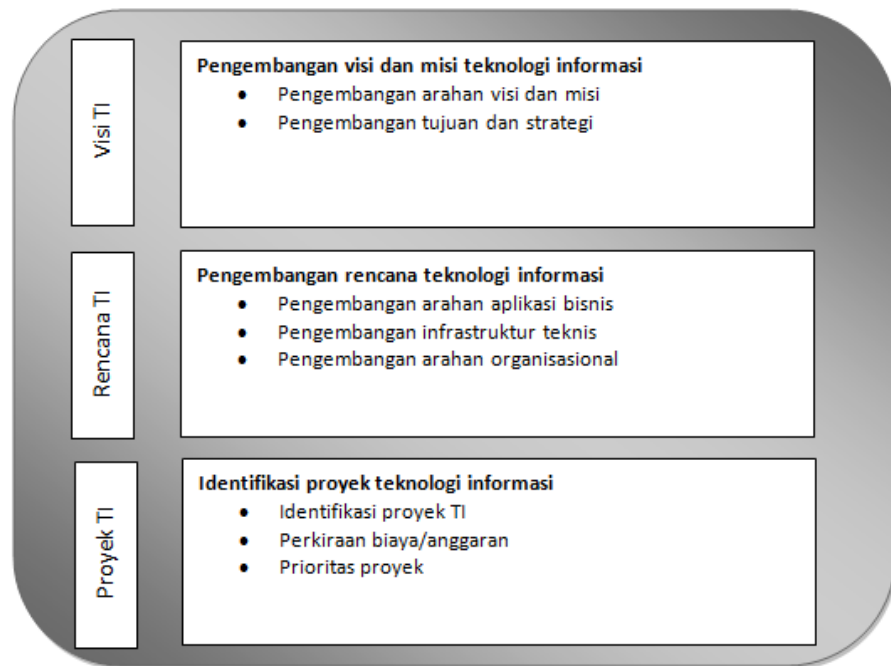 Visi TI
Pengembangan visi dan misi teknologi informasi
• Pengembangan arahan visi dan misi
• Pengembangan tujuan dan strategi
Rencana TI
Pengembangan rencana teknologi informasi
• Pengembangan arahan aplikasi bisnis
• Pengembangan infrastruktur teknis
• Pengembangan arahan organisasional
Proyek TI
Identifikasi proyek teknologi informasi
• Identifikasi proyek TI
• Perkiraan biaya/anggaran
• Prioritas proyek